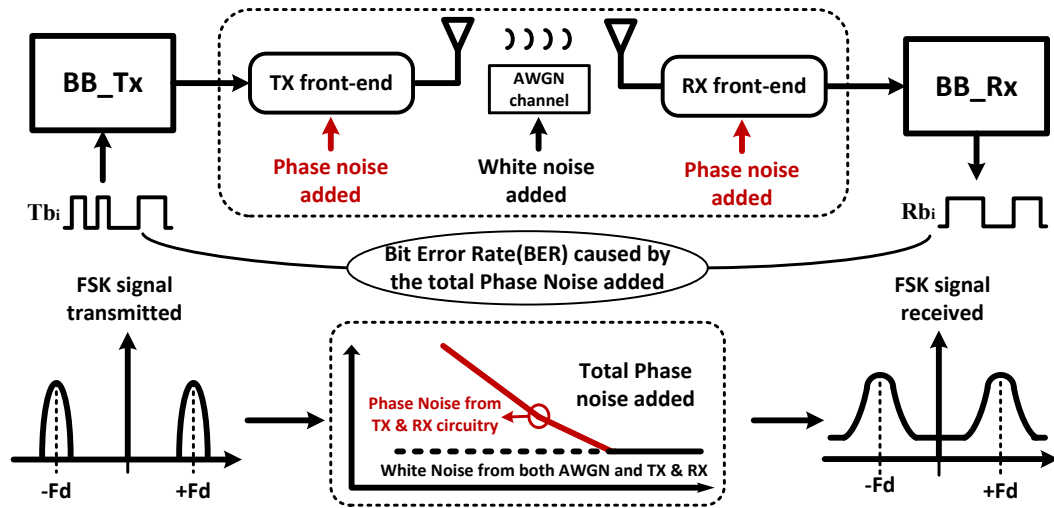 BB_Tx
TX front-end
AWGN
channel
RX front-end
BB_Rx
Phase noise
added
White noise
added
Phase noise
added
Tbi
Rbi
Bit Error Rate(BER) caused by
the total Phase Noise added
FSK signal
transmitted
FSK signal
received
Total Phase
noise added
Phase Noise from
TX & RX circuitry
White Noise from both AWGN and TX & RX
-Fd
+Fd
-Fd
+Fd